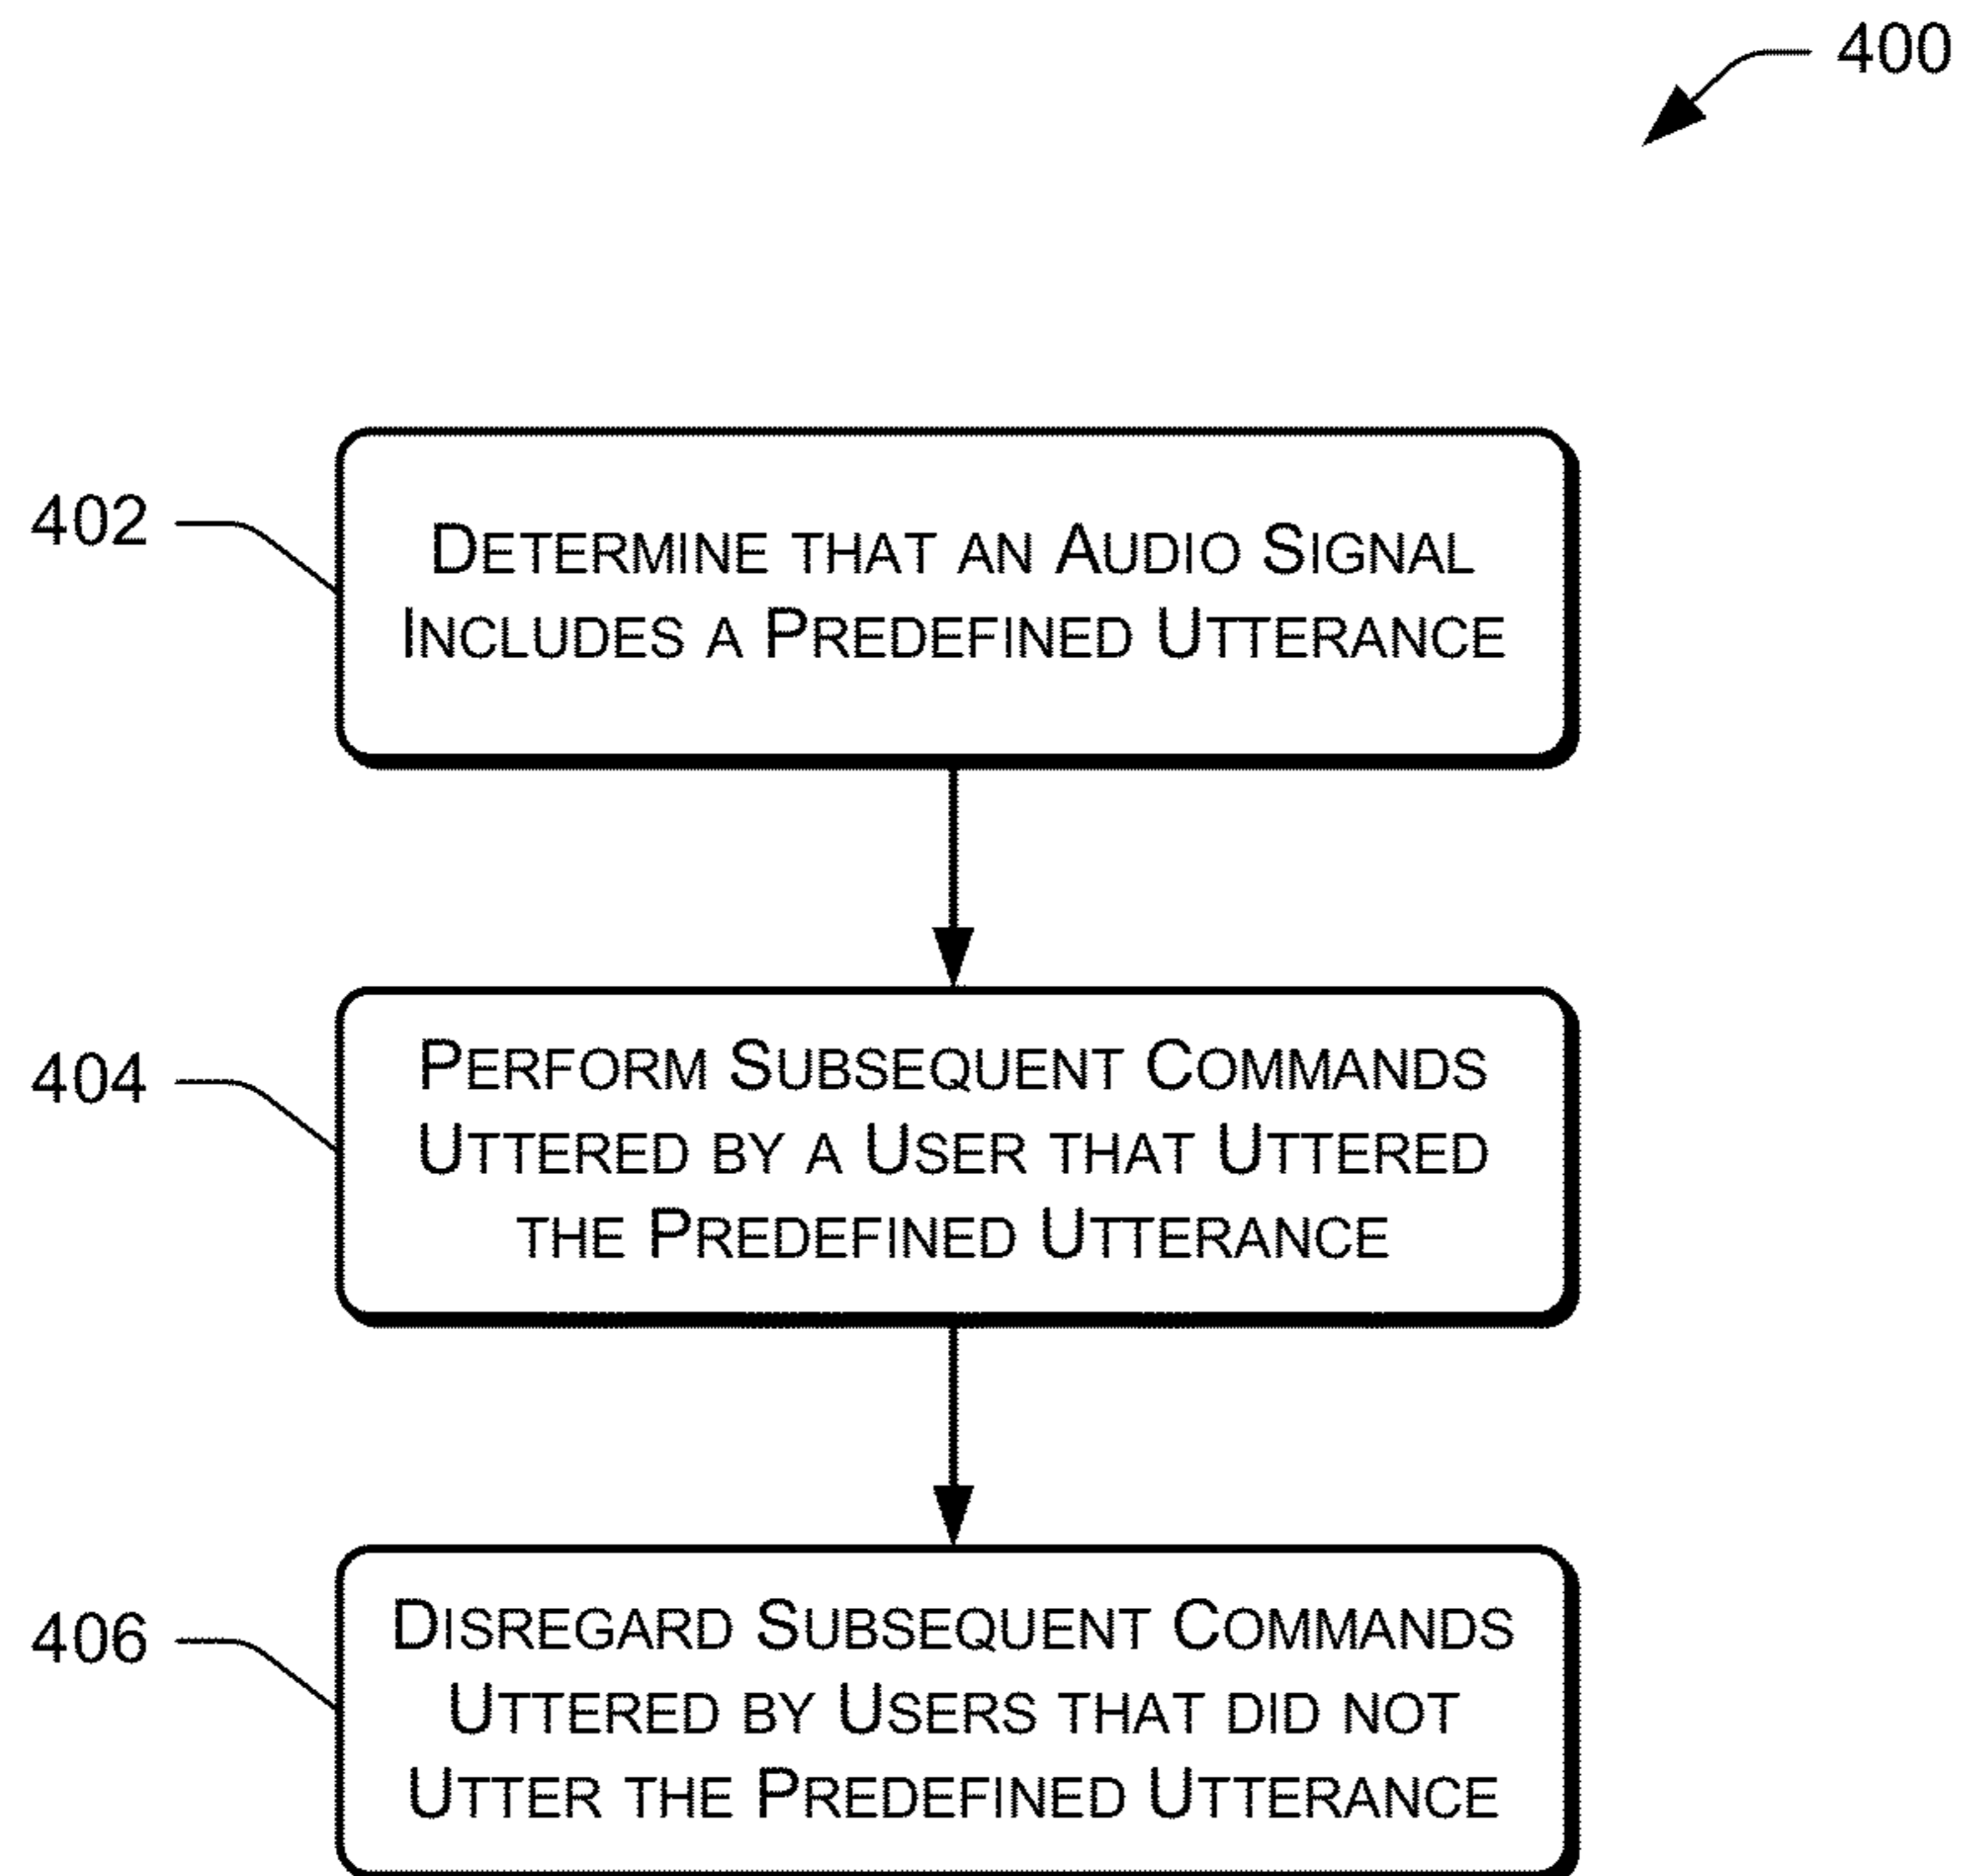 400
402
DETERMINE THAT AN AUDIO SIGNAL
INCLUDES A PREDEFINED UTTERANCE
404
PERFORM SUBSEQUENT COMMANDS
UTTERED BY A USER THAT UTTERED
THE PREDEFINED UTTERANCE
406
DISREGARD SUBSEQUENT COMMANDS
UTTERED BY USERS THAT DID NOT
UTTER THE PREDEFINED UTTERANCE